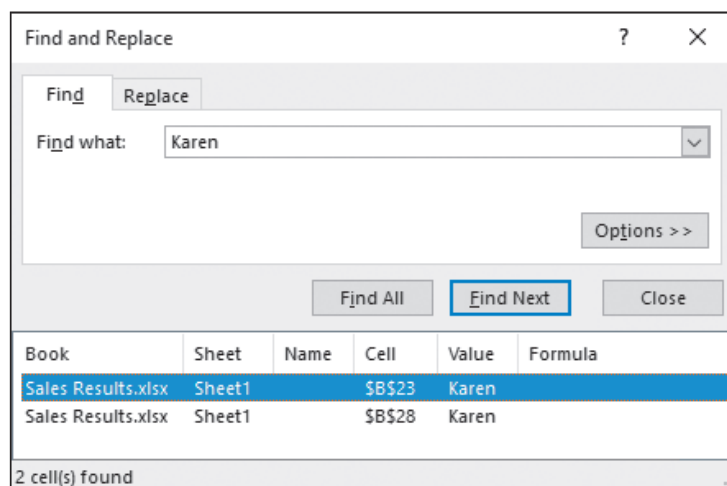 Find and Replace ? ×
Find Replace
Find what: Karen
Options >>
Find All Find Next Close
Book Sheet Name Cell Value Formula
Sales Results.xlsx Sheet1 $B$23 Karen
Sales Results.xlsx Sheet1 $B$28 Karen
2 cell(s) found